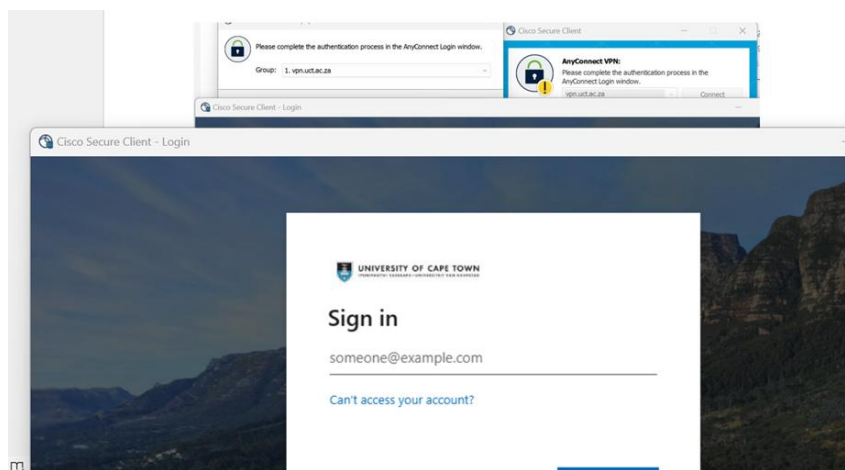 Please complete the authentication process in the AnyConnect Login window.
Group: 1. vpn.uct.ac.za
Cisco Secure Client
AnyConnect VPN:
Please complete the authentication process in the
AnyConnect Login window.
vpn.uct.ac.za Connect
Cisco Secure Client - Login
Cisco Secure Client - Login
UNIVERSITY OF CAPE TOWN
Sign in
someone@example.com
Can't access your account?